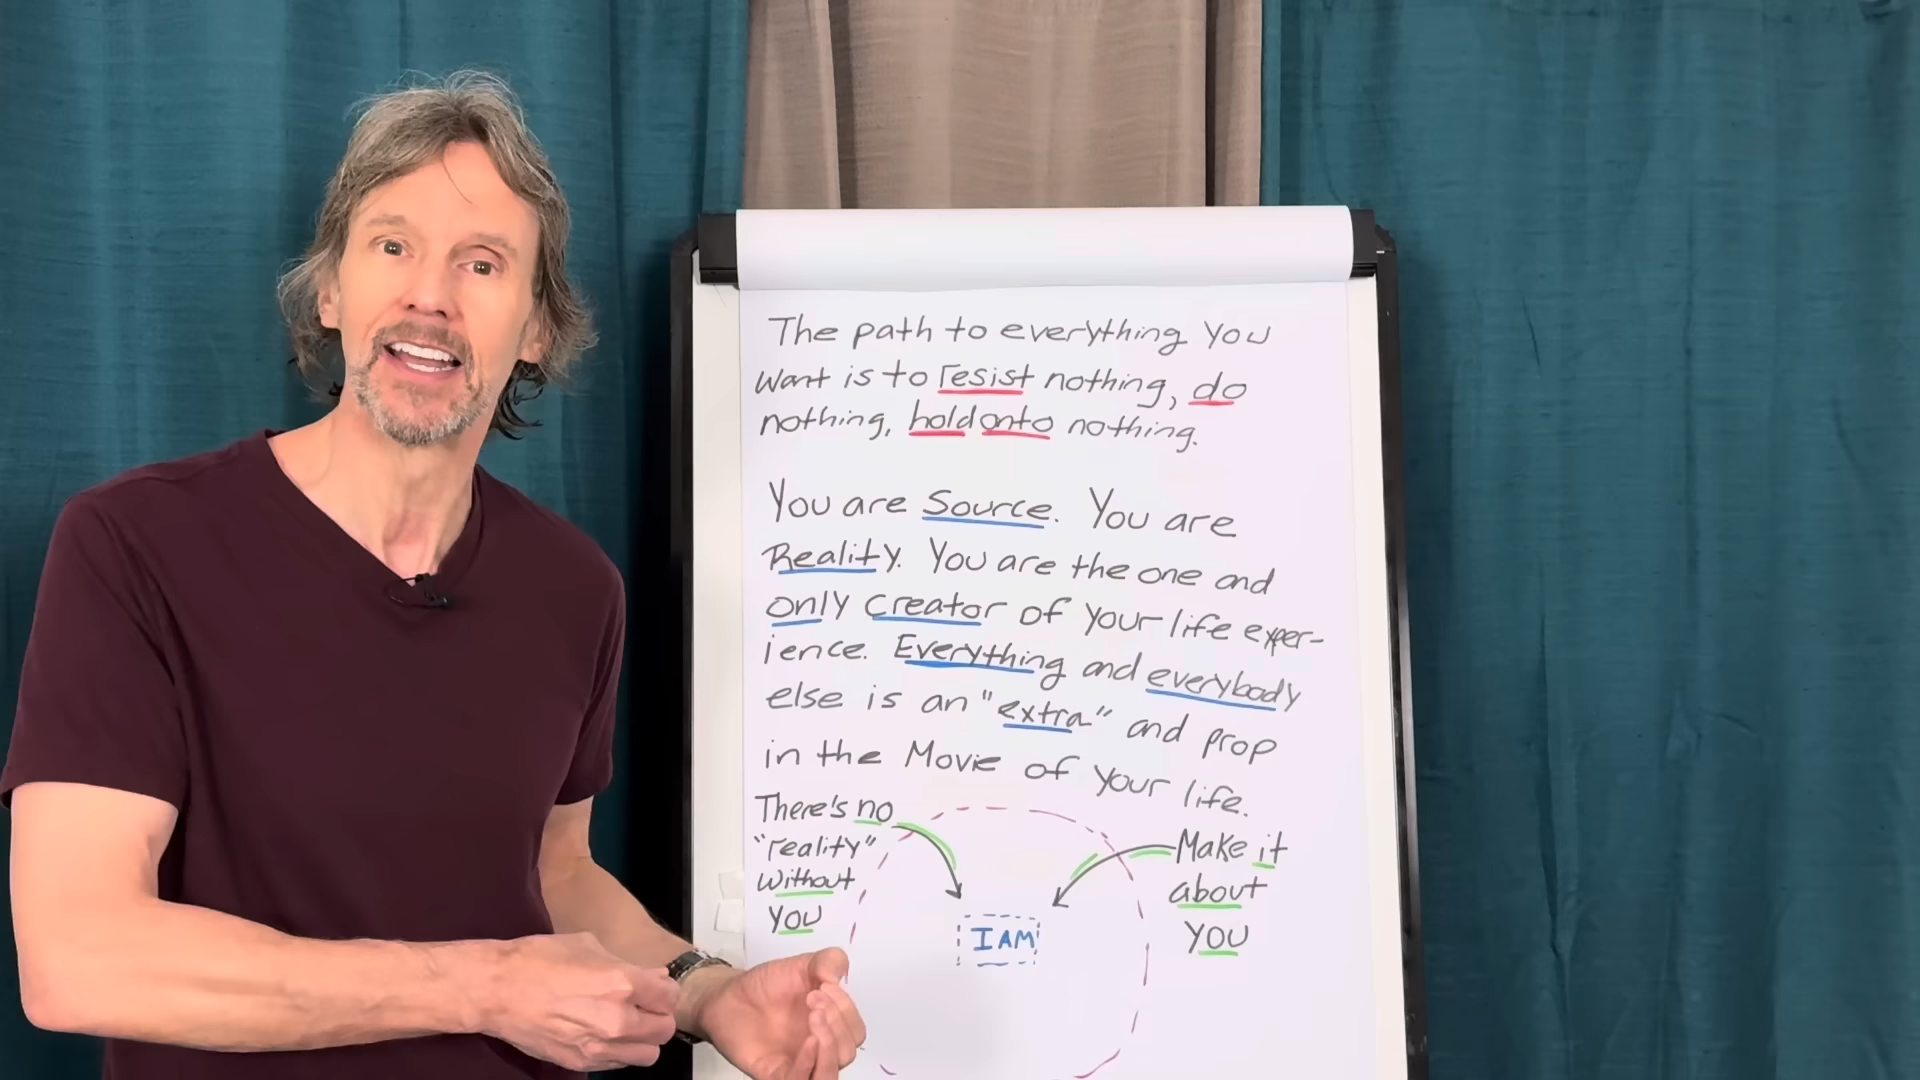 The path to everything you
want is to resist nothing, do
nothing, hold onto nothing.
You are Source. You are
Reality. You are the one and
only creator of your life exper-
ience. Everything and everybody
else is an "extra" and prop
in the Movie of your life.
There's no
"reality"
without
you
Make it
about
you
I AM